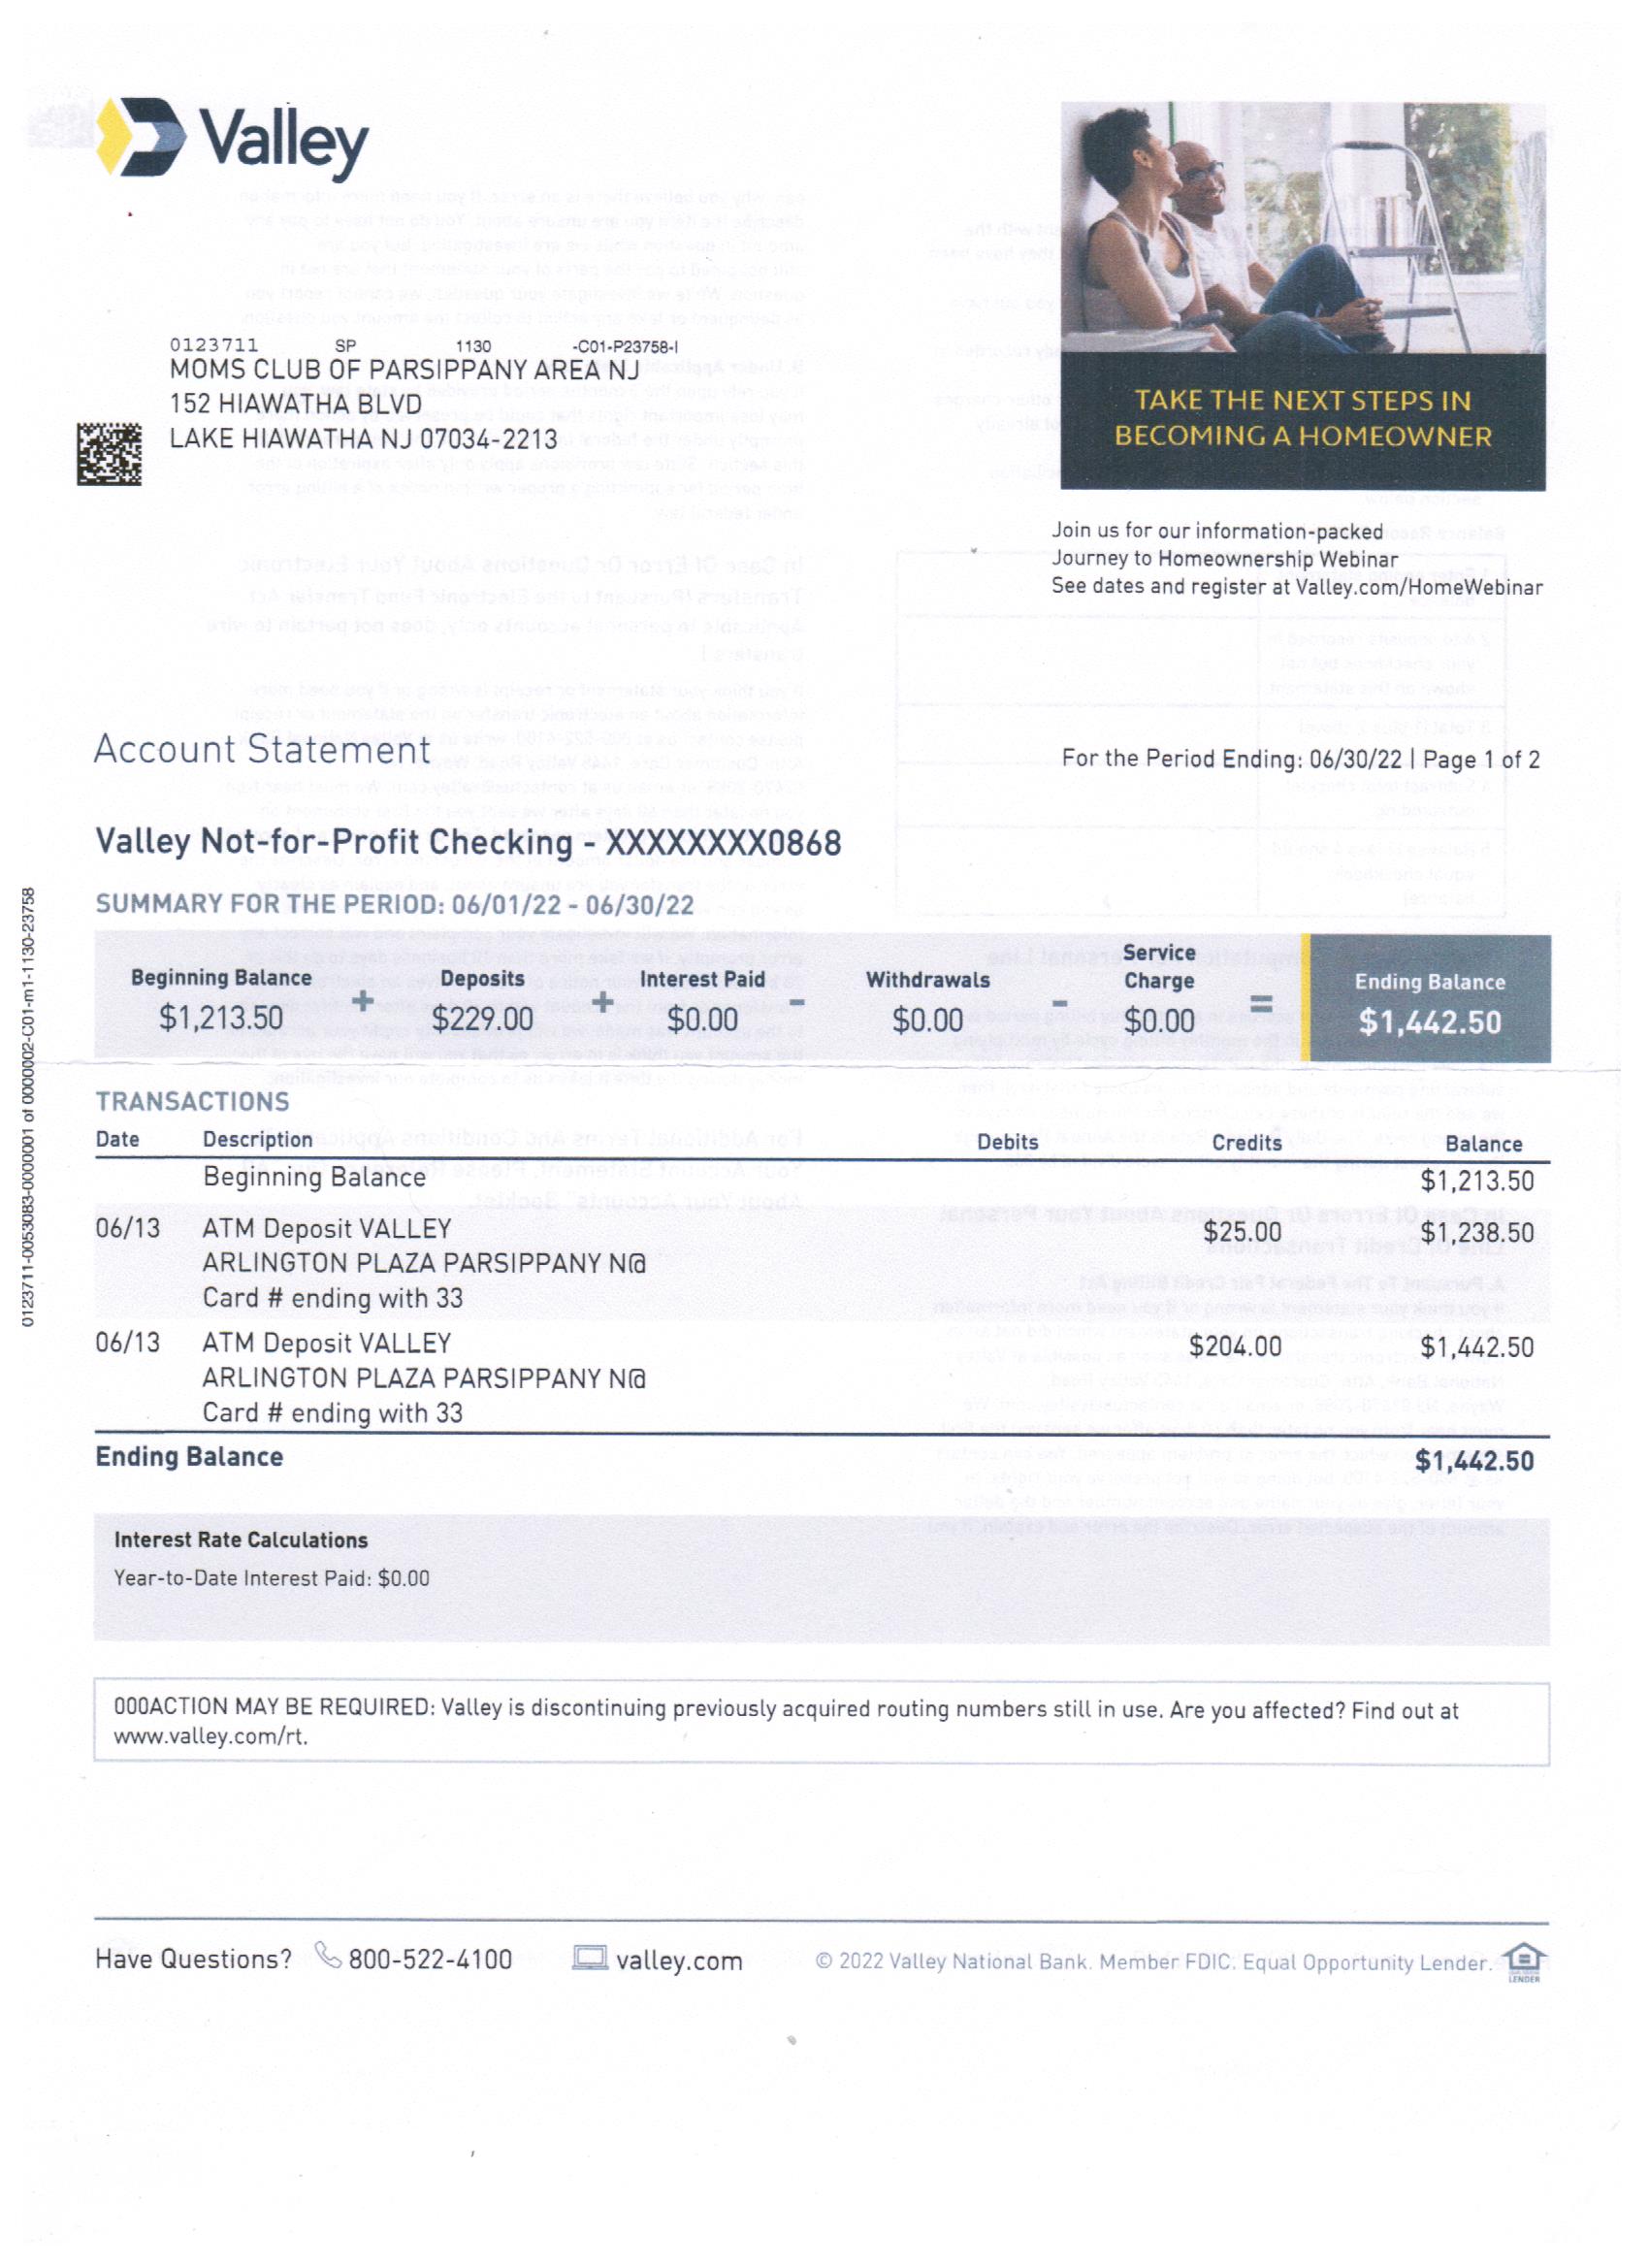 Valley
TAKE THE NEXT STEPS IN
BECOMING A HOMEOWNER
Join us for our information-packed
Journey to Homeownership Webinar
See dates and register at Valley.com/HomeWebinar
0123711 SP 1130 -C01-P23758-I
MOMS CLUB OF PARSIPPANY AREA NJ
152 HIAWATHA BLVD
LAKE HIAWATHA NJ 07034-2213
Account Statement
For the Period Ending: 06/30/22 | Page 1 of 2
Valley Not-for-Profit Checking - XXXXXXXX0868
SUMMARY FOR THE PERIOD: 06/01/22 - 06/30/22
Beginning Balance + Deposits + Interest Paid - Withdrawals - Service Charge = Ending Balance
$1,213.50 $229.00 $0.00 $0.00 $0.00 $1,442.50
TRANSACTIONS
Date Description Debits Credits Balance
Beginning Balance $1,213.50
06/13 ATM Deposit VALLEY $25.00 $1,238.50
ARLINGTON PLAZA PARSIPPANY N@
Card # ending with 33
06/13 ATM Deposit VALLEY $204.00 $1,442.50
ARLINGTON PLAZA PARSIPPANY N@
Card # ending with 33
Ending Balance $1,442.50
Interest Rate Calculations
Year-to-Date Interest Paid: $0.00
000ACTION MAY BE REQUIRED: Valley is discontinuing previously acquired routing numbers still in use. Are you affected? Find out at
www.valley.com/rt.
Have Questions? 800-522-4100 valley.com © 2022 Valley National Bank. Member FDIC. Equal Opportunity Lender.
LENDER
0123711-0053083-0000001 of 0000002-C01-m1-1130-23758